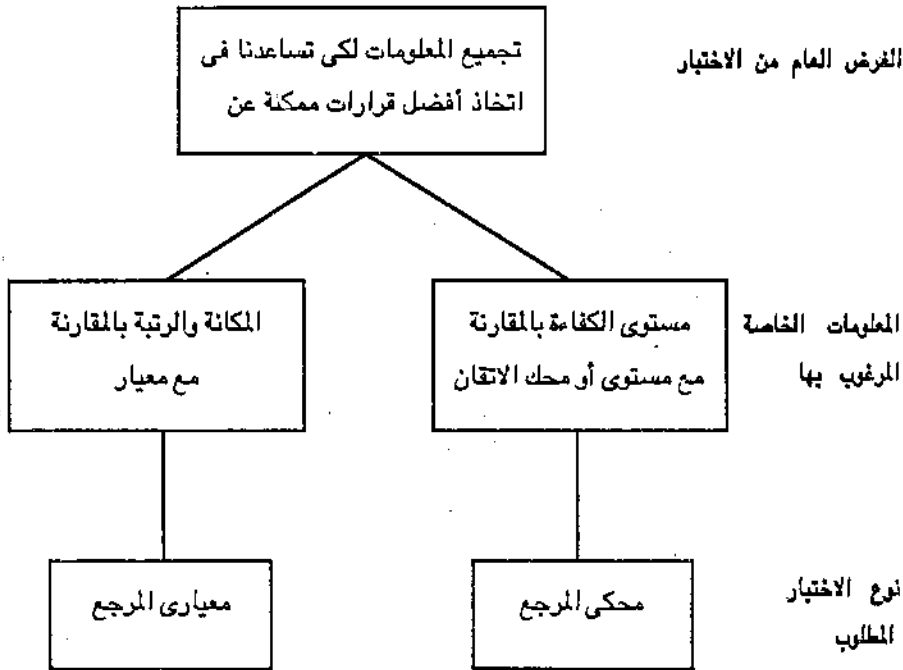 الغرض العام من الاختبار
تجميع المعلومات لكى تساعدنا فى
اتخاذ أفضل قرارات ممكنة عن
المعلومات الخاصة
المرغوب بها
مستوى الكفاءة بالمقارنة
مع مستوى أو محك الاتقان
المكانة والرتبة بالمقارنة
مع معيار
نوع الاختبار
المطلوب
محكى المرجع
معيارى المرجع